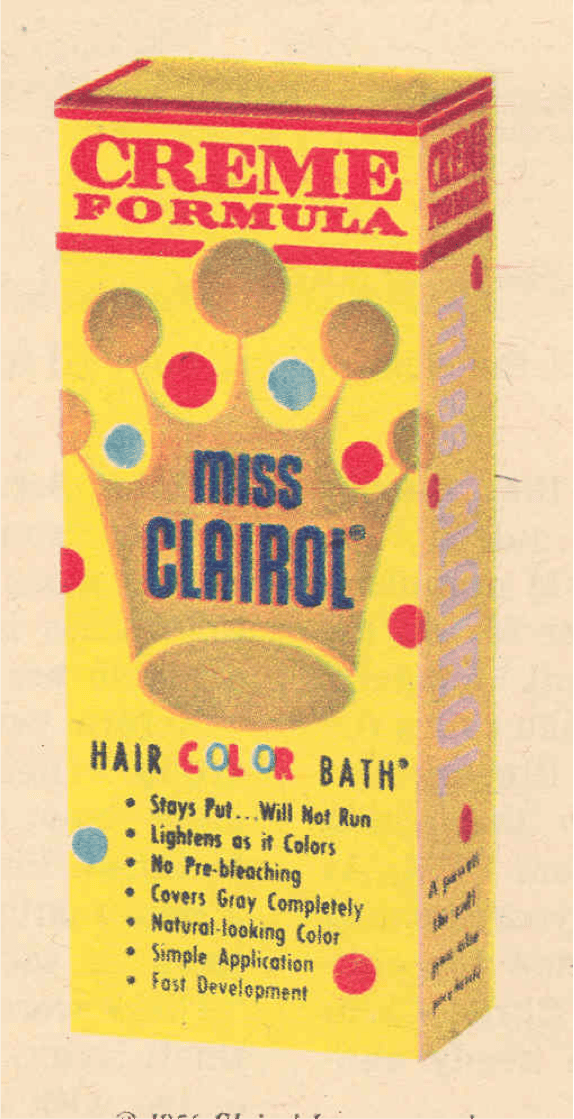 CREME
FORMULA
miss
CLAIROL®
HAIR COLOR BATH®
• Stays Put...Will Not Run
• Lightens as it Colors
• No Pre-bleaching
• Covers Gray Completely
• Natural-looking Color
• Simple Application
• Fast Development
CREME
FORMULA
miss CLAIROL